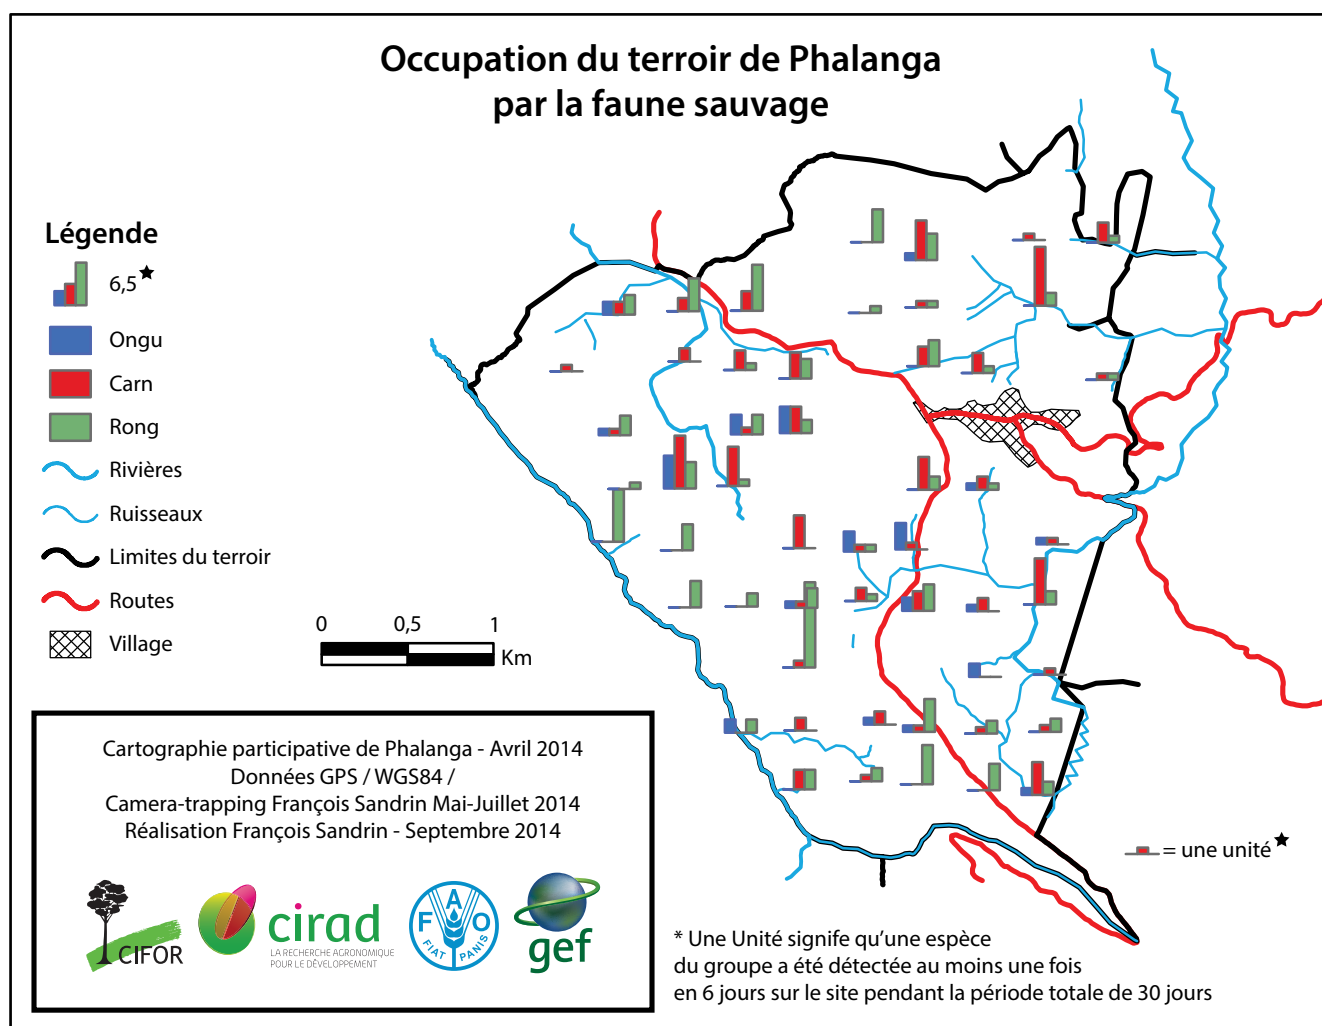 Occupation du terroir de Phalanga
par la faune sauvage
Légende
6,5★
Ongu
Carn
Rong
Rivières
Ruisseaux
Limites du terroir
Routes
Village
0 0,5 1
Km
Cartographie participative de Phalanga - Avril 2014
Données GPS / WGS84 /
Camera-trapping François Sandrin Mai-Juillet 2014
Réalisation François Sandrin - Septembre 2014
CIFOR
cirad
LA RECHERCHE AGRONOMIQUE
POUR LE DÉVELOPPEMENT
F A O
FIAT PANIS
gef
= une unité★
* Une Unité signife qu’une espèce
du groupe a été détectée au moins une fois
en 6 jours sur le site pendant la période totale de 30 jours